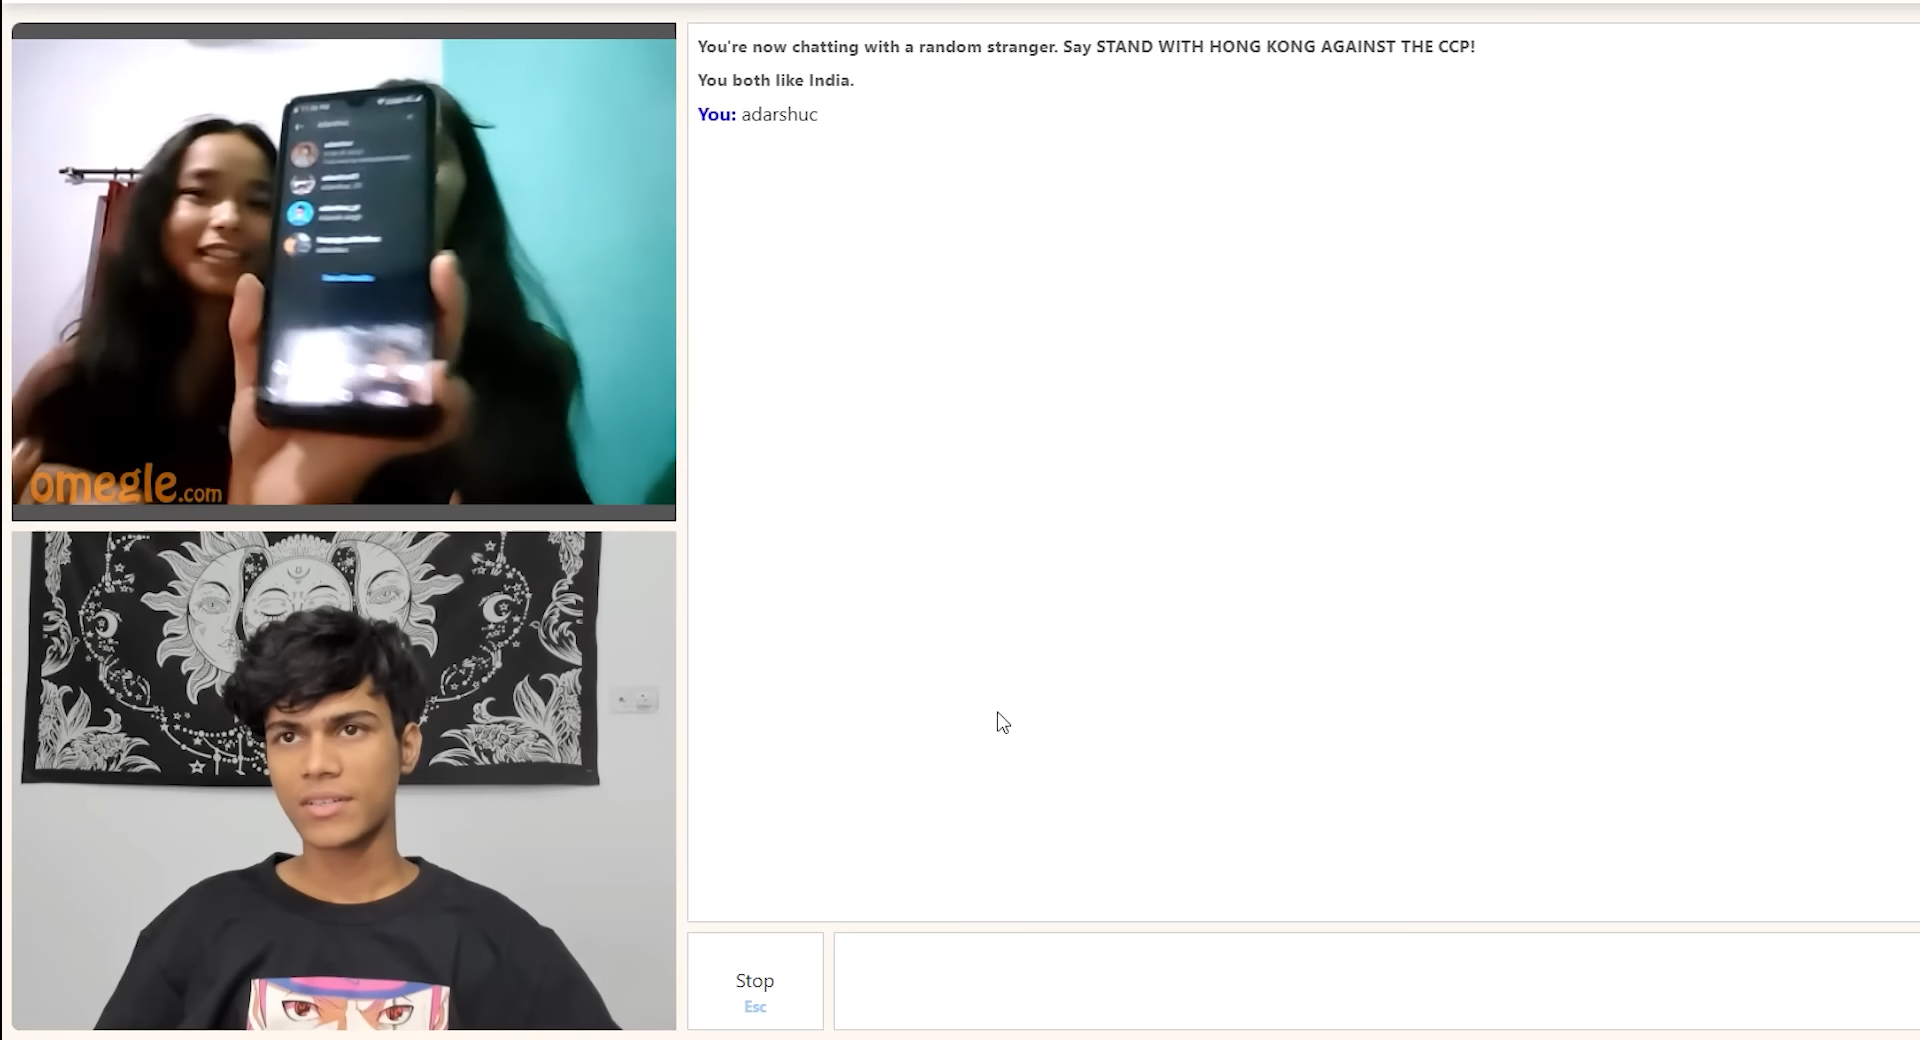 You're now chatting with a random stranger. Say STAND WITH HONG KONG AGAINST THE CCP!
You both like India.
You: adarshuc
omegle.com
Stop
Esc